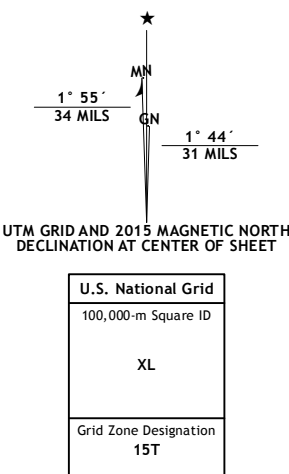 ★
MN
1° 55´
34 MILS
GN
1° 44´
31 MILS
UTM GRID AND 2015 MAGNETIC NORTH
DECLINATION AT CENTER OF SHEET
U.S. National Grid
100,000-m Square ID
XL
Grid Zone Designation
15T